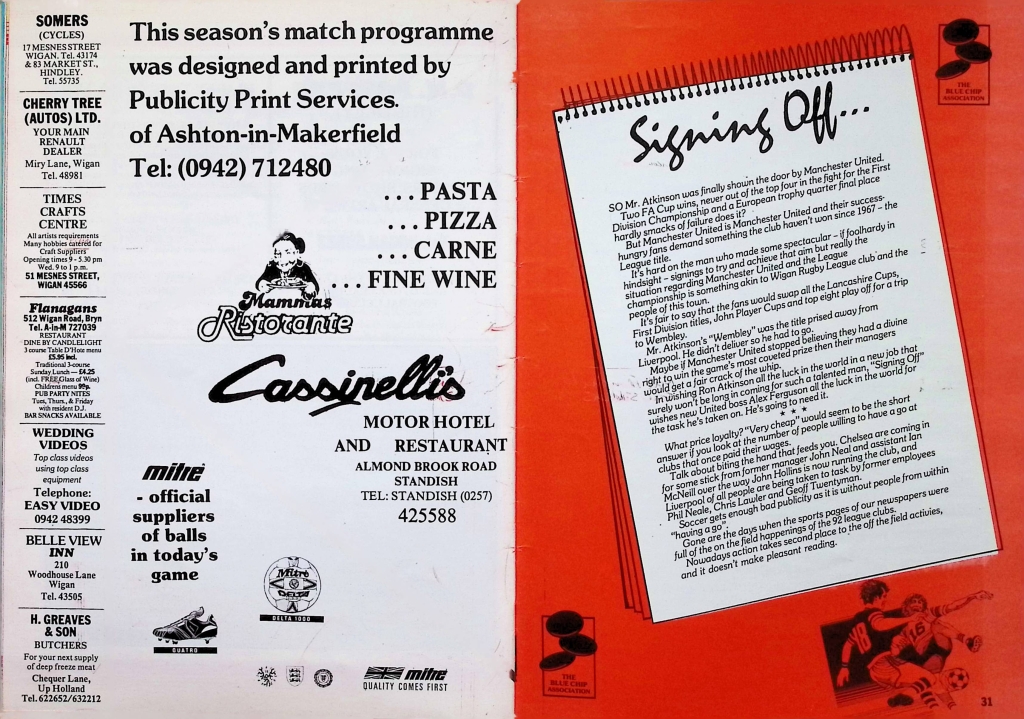 SOMERS
(CYCLES)
17 MESNES STREET
WIGAN. Tel. 43174
& 83 MARKET ST.,
HINDLEY.
Tel. 55735
CHERRY TREE
(AUTOS) LTD.
YOUR MAIN
RENAULT
DEALER
Miry Lane, Wigan
Tel. 48981
TIMES
CRAFTS
CENTRE
All artists requirements
Many hobbies catered for
Craft Suppliers
Opening times 9 - 5.30 pm
Wed. 9 to 1 p.m.
51 MESNES STREET,
WIGAN 45566
Flanagans
512 Wigan Road, Bryn
Tel. A-in-M 727039
RESTAURANT
DINE BY CANDLELIGHT
3 course Table D'Hote menu
£5.95 incl.
Traditional 3-course
Sunday Lunch — £4.25
(incl. FREE Glass of Wine)
Childrens menu 99p.
PUB PARTY NITES
Tues, Thurs., & Friday
with resident D.J.
BAR SNACKS AVAILABLE
WEDDING
VIDEOS
Top class videos
using top class
equipment
Telephone:
EASY VIDEO
0942 48399
BELLE VIEW
INN
210
Woodhouse Lane
Wigan
Tel. 43505
H. GREAVES
& SON
BUTCHERS
For your next supply
of deep freeze meat
Chequer Lane,
Up Holland
Tel. 622652/632212
This season's match programme
was designed and printed by
Publicity Print Services.
of Ashton-in-Makerfield
Tel: (0942) 712480
...PASTA
...PIZZA
...CARNE
...FINE WINE
Mammas
Ristorante
Cassinelli's
MOTOR HOTEL
AND RESTAURANT
ALMOND BROOK ROAD
STANDISH
TEL: STANDISH (0257)
425588
mitre
- official
suppliers
of balls
in today's
game
QUATRO
Mitre
DELTA
DELTA 1000
mitre
QUALITY COMES FIRST
THE
BLUE CHIP
ASSOCIATION
Signing Off...
SO Mr. Atkinson was finally shown the door by Manchester United.
Two FA Cup wins, never out of the top four in the fight for the First
Division Championship and a European trophy quarter final place
hardly smacks of failure does it?
But Manchester United is Manchester United and their success-
hungry fans demand something the club haven't won since 1967 – the
League title.
It's hard on the man who made some spectacular – if foolhardy in
hindsight – signings to try and achieve that aim but really the
situation regarding Manchester United and the League
championship is something akin to Wigan Rugby League club and the
people of this town.
It's fair to say that the fans would swap all the Lancashire Cups,
First Division titles, John Player Cups and top eight play off for a trip
to Wembley.
Mr. Atkinson's "Wembley" was the title prised away from
Liverpool. He didn't deliver so he had to go.
Maybe if Manchester United stopped believing they had a divine
right to win the game's most coveted prize then their managers
would get a fair crack of the whip.
In wishing Ron Atkinson all the luck in the world in a new job that
surely won't be long in coming for such a talented man, "Signing Off"
wishes new United boss Alex Ferguson all the luck in the world for
the task he's taken on. He's going to need it.
* * *
What price loyalty? "Very cheap" would seem to be the short
answer if you look at the number of people willing to have a go at
clubs that once paid their wages.
Talk about biting the hand that feeds you. Chelsea are coming in
for some stick from former manager John Neal and assistant Ian
McNeill over the way John Hollins is now running the club, and
Liverpool of all people are being taken to task by former employees
Phil Neale, Chris Lawler and Geoff Twentyman.
Soccer gets enough bad publicity as it is without people from within
"having a go".
Gone are the days when the sports pages of our newspapers were
full of the on the field happenings of the 92 league clubs.
Nowadays action takes second place to the off the field activies,
and it doesn't make pleasant reading.
THE
BLUE CHIP
ASSOCIATION
31